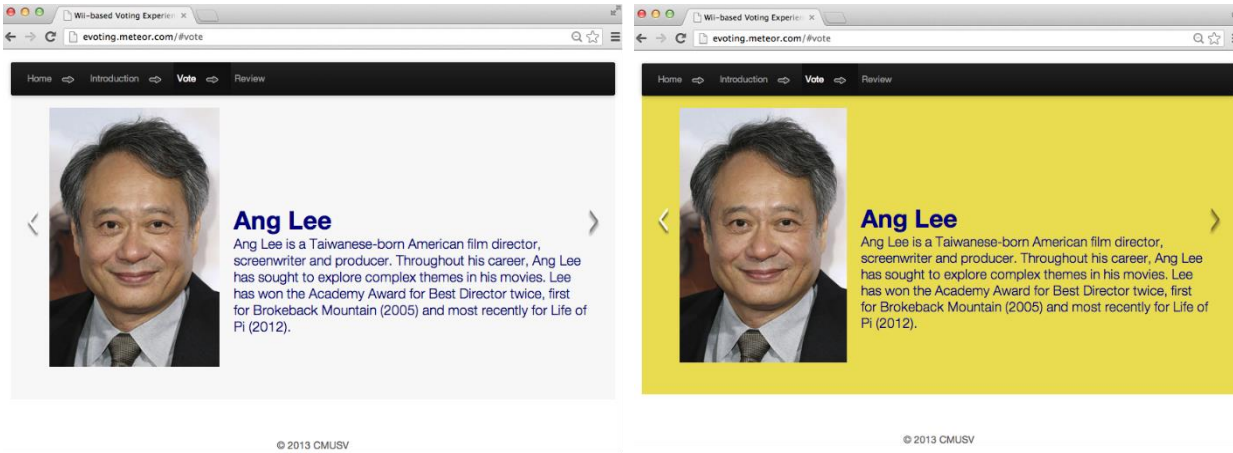 Wii-based Voting Experien
evoting.meteor.com/#vote
Home Introduction Vote Review
Ang Lee
Ang Lee is a Taiwanese-born American film director,
screenwriter and producer. Throughout his career, Ang Lee
has sought to explore complex themes in his movies. Lee
has won the Academy Award for Best Director twice, first
for Brokeback Mountain (2005) and most recently for Life of
Pi (2012).
© 2013 CMUSV
Wii-based Voting Experien
evoting.meteor.com/#vote
Home Introduction Vote Review
Ang Lee
Ang Lee is a Taiwanese-born American film director,
screenwriter and producer. Throughout his career, Ang Lee
has sought to explore complex themes in his movies. Lee
has won the Academy Award for Best Director twice, first
for Brokeback Mountain (2005) and most recently for Life of
Pi (2012).
© 2013 CMUSV